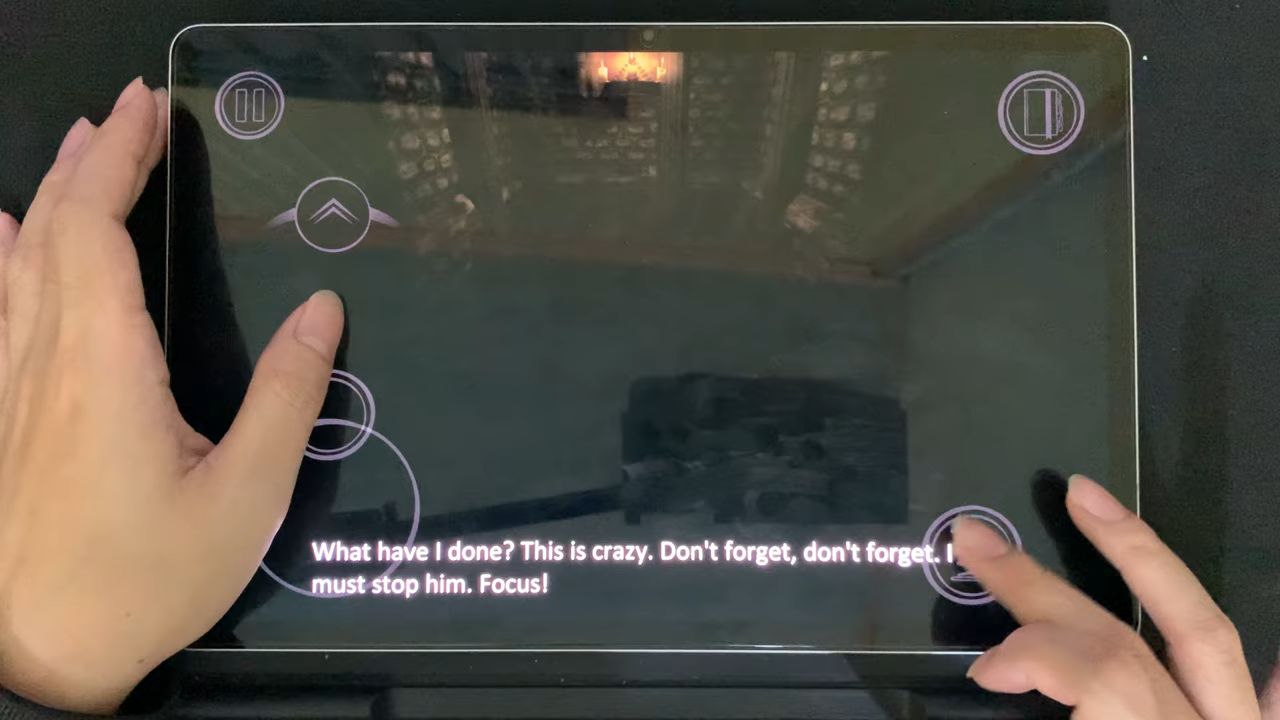 What have I done? This is crazy. Don't forget, don't forget. I
must stop him. Focus!